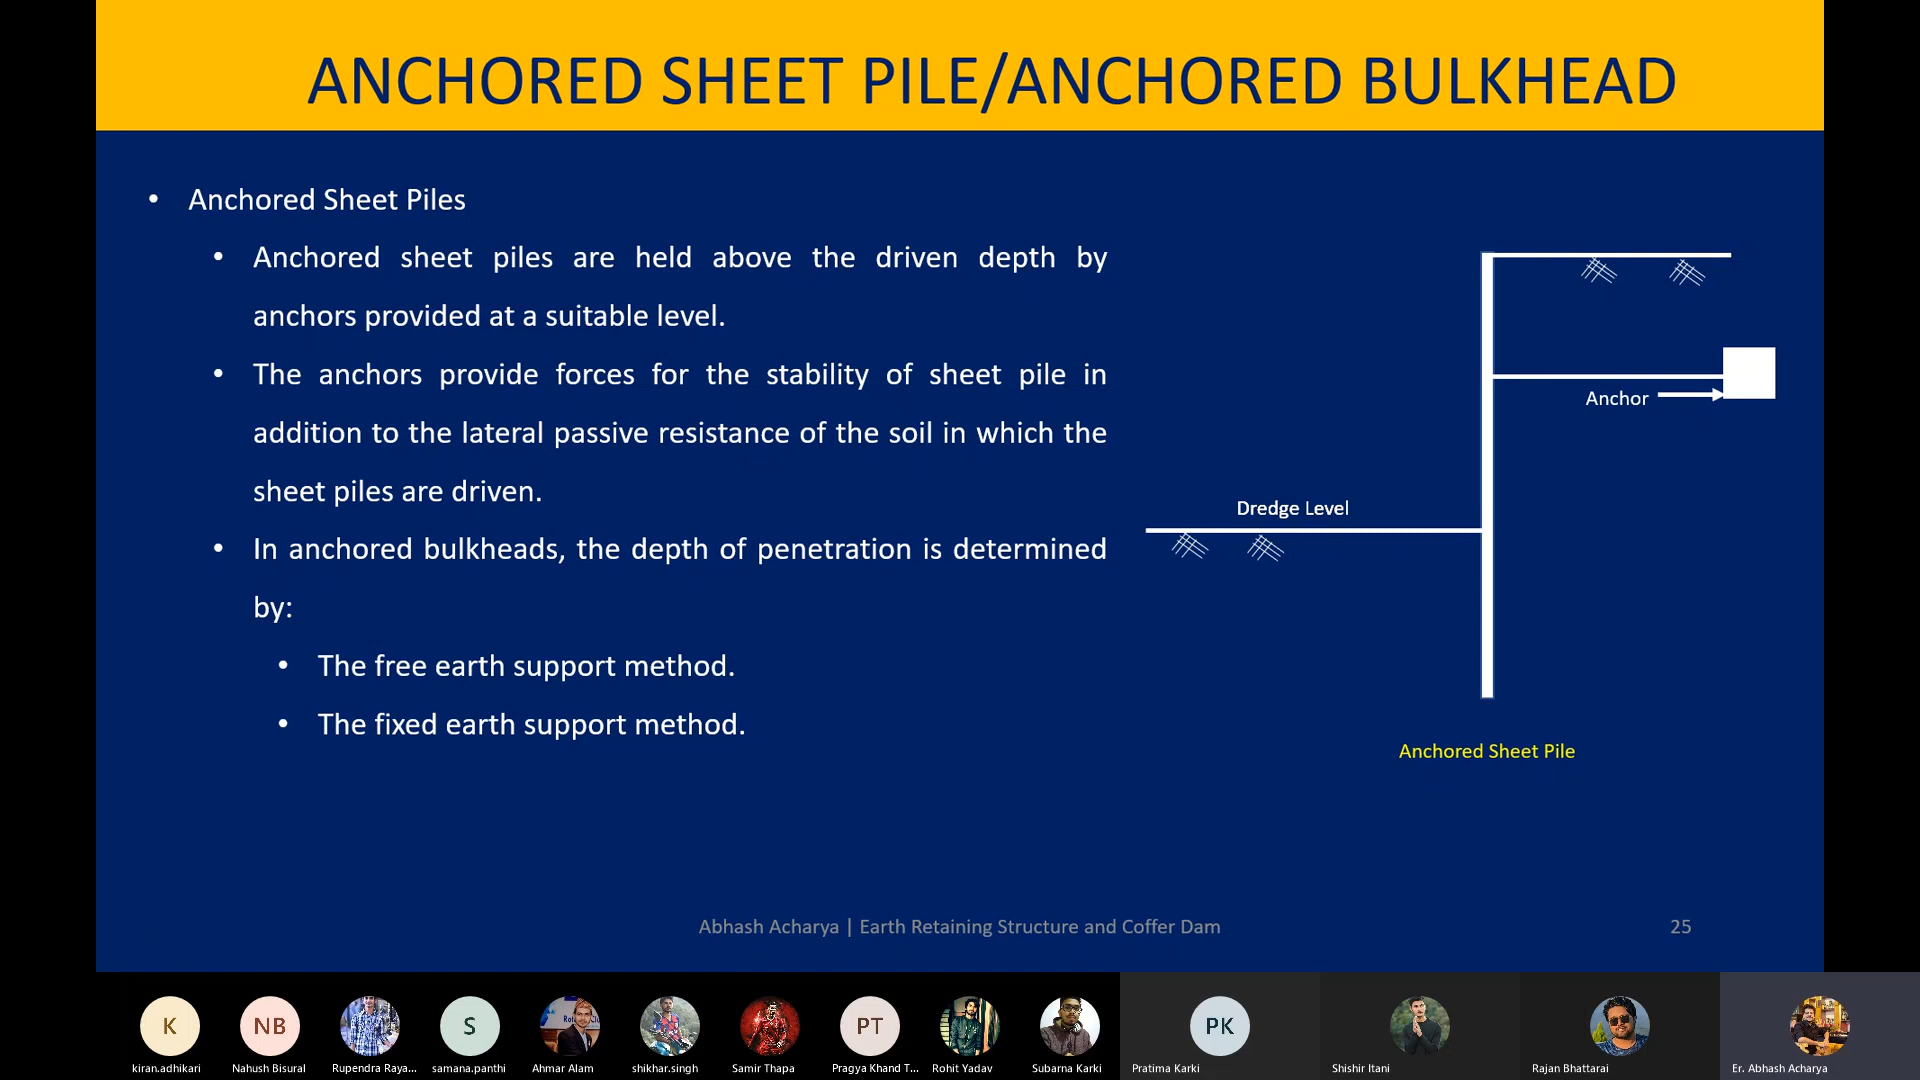 ANCHORED SHEET PILE/ANCHORED BULKHEAD
• Anchored Sheet Piles
• Anchored sheet piles are held above the driven depth by
anchors provided at a suitable level.
• The anchors provide forces for the stability of sheet pile in
addition to the lateral passive resistance of the soil in which the
sheet piles are driven.
• In anchored bulkheads, the depth of penetration is determined
by:
• The free earth support method.
• The fixed earth support method.
Anchor
Dredge Level
Anchored Sheet Pile
Abhash Acharya | Earth Retaining Structure and Coffer Dam
25
K
NB
S
PT
PK
kiran.adhikari
Nahush Bisural
Rupendra Raya...
samana.panthi
Ahmar Alam
shikhar.singh
Samir Thapa
Pragya Khand T...
Rohit Yadav
Subarna Karki
Pratima Karki
Shishir Itani
Rajan Bhattarai
Er. Abhash Acharya